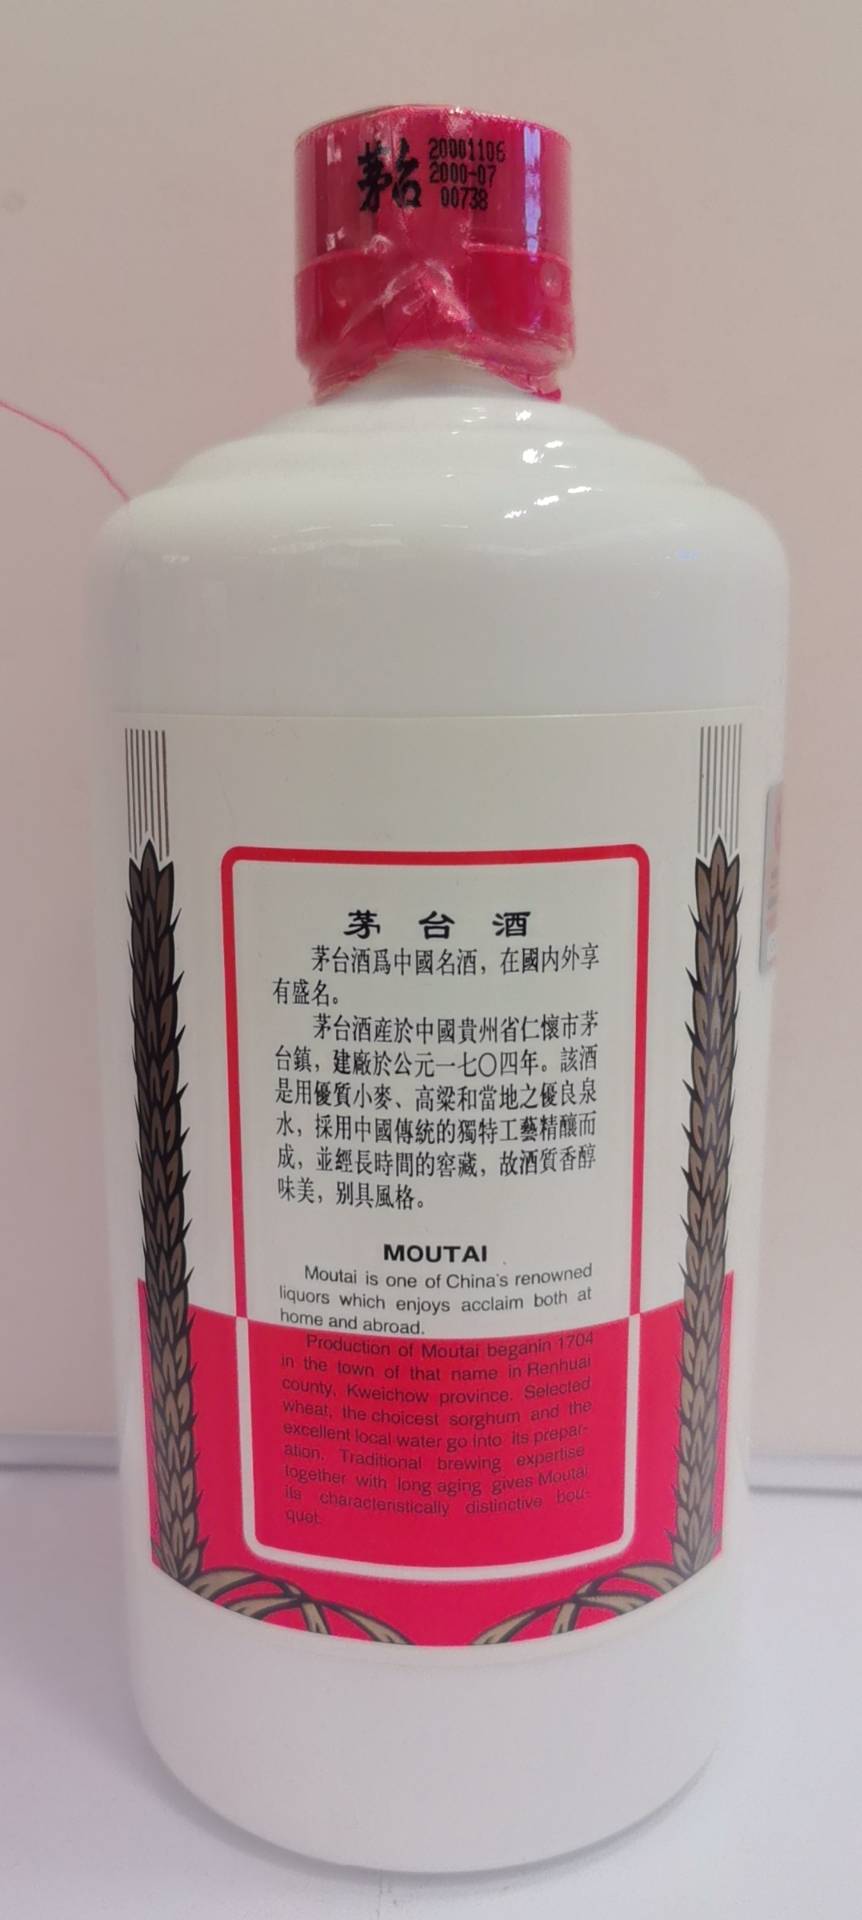 茅台
20001106
2000-07
00738
茅台酒
茅台酒爲中國名酒，在國内外享
有盛名。
茅台酒産於中國貴州省仁懷市茅
台鎮，建廠於公元一七〇四年。該酒
是用優質小麥、高粱和當地之優良泉
水，採用中國傳統的獨特工藝精釀而
成，並經長時間的窖藏，故酒質香醇
味美，别具風格。
MOUTAI
Moutai is one of China's renowned
liquors which enjoys acclaim both at
home and abroad.
Production of Moutai beganin 1704
in the town of that name in Renhuai
county, Kweichow province. Selected
wheat, the choicest sorghum and the
excellent local water go into its prepar-
ation. Traditional brewing expertise
together with long aging gives Moutai
its characteristically distinctive bou-
quet.